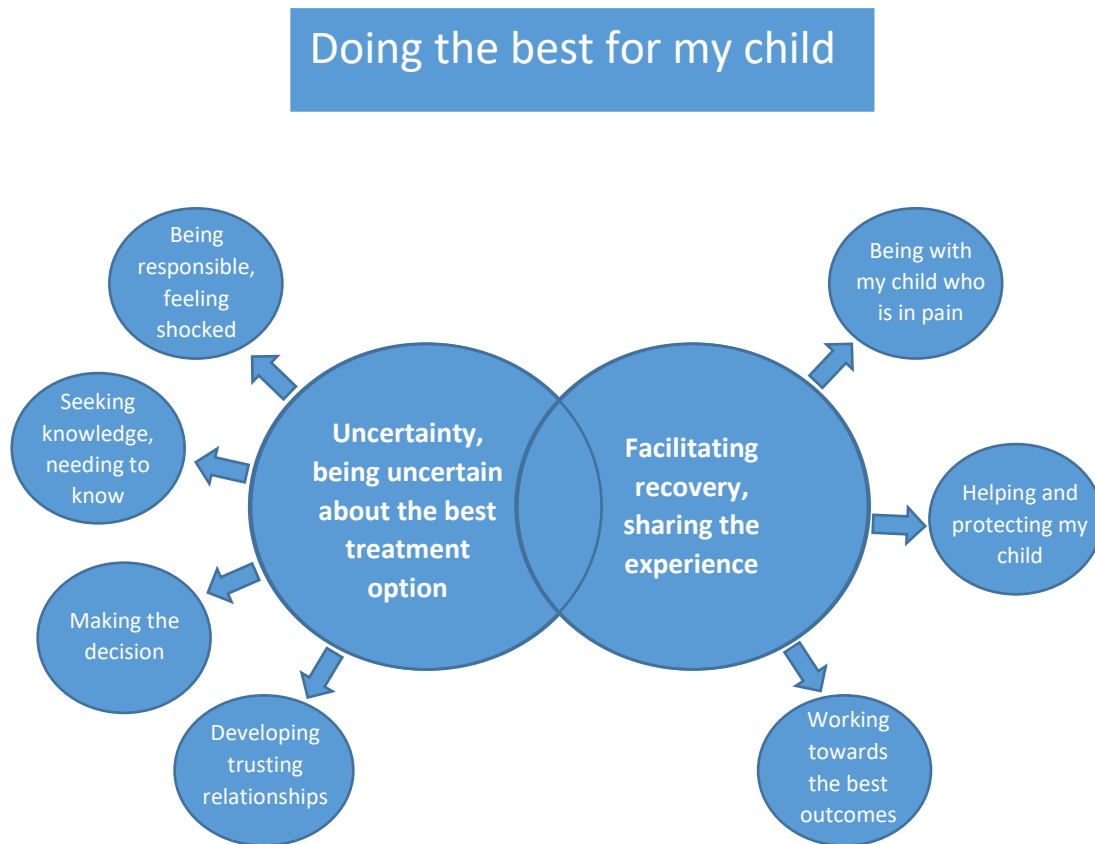 Doing the best for my child
Being
responsible,
feeling
shocked
Seeking
knowledge,
needing to
know
Making the
decision
Developing
trusting
relationships
Uncertainty,
being uncertain
about the best
treatment
option
Facilitating
recovery,
sharing the
experience
Being with
my child who
is in pain
Helping and
protecting my
child
Working
towards
the best
outcomes